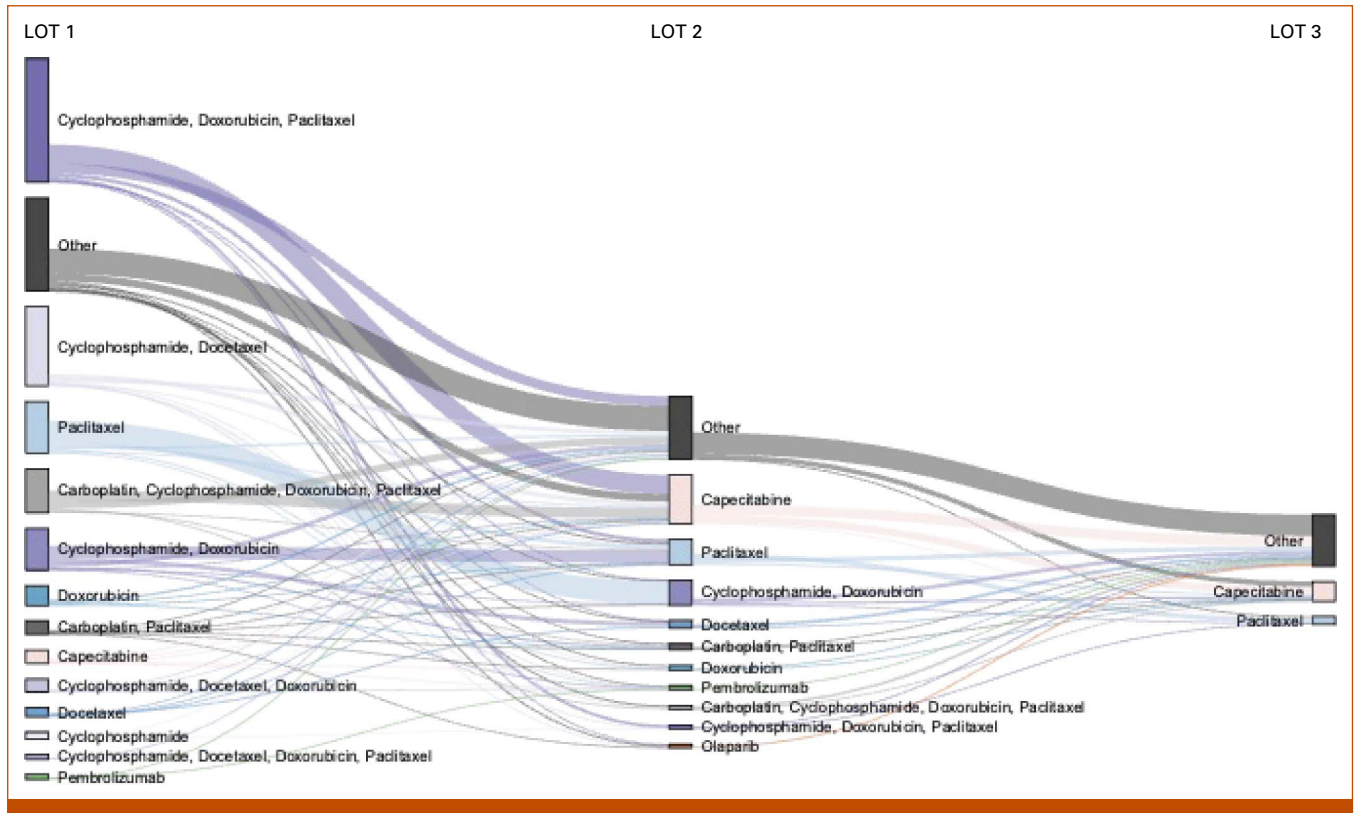 LOT 1
LOT 2
LOT 3
Cyclophosphamide, Doxorubicin, Paclitaxel
Other
Cyclophosphamide, Docetaxel
Paclitaxel
Carboplatin, Cyclophosphamide, Doxorubicin, Paclitaxel
Cyclophosphamide, Doxorubicin
Doxorubicin
Carboplatin, Paclitaxel
Capecitabine
Cyclophosphamide, Docetaxel, Doxorubicin
Docetaxel
Cyclophosphamide
Cyclophosphamide, Docetaxel, Doxorubicin, Paclitaxel
Pembrolizumab
Other
Capecitabine
Paclitaxel
Cyclophosphamide, Doxorubicin
Docetaxel
Carboplatin, Paclitaxel
Doxorubicin
Pembrolizumab
Carboplatin, Cyclophosphamide, Doxorubicin, Paclitaxel
Cyclophosphamide, Doxorubicin, Paclitaxel
Olaparib
Other
Capecitabine
Paclitaxel